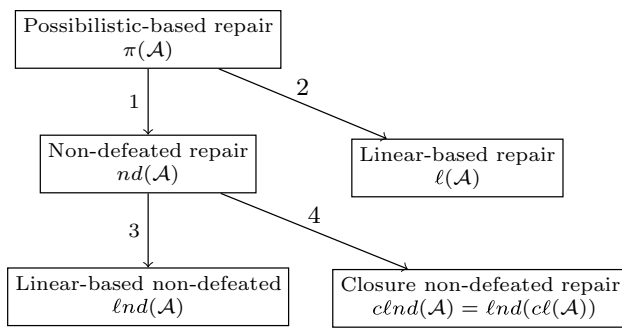 Possibilistic-based repair
π(𝒜)
1
2
Non-defeated repair
nd(𝒜)
Linear-based repair
ℓ(𝒜)
3
4
Linear-based non-defeated
ℓnd(𝒜)
Closure non-defeated repair
cℓnd(𝒜) = ℓnd(cℓ(𝒜))